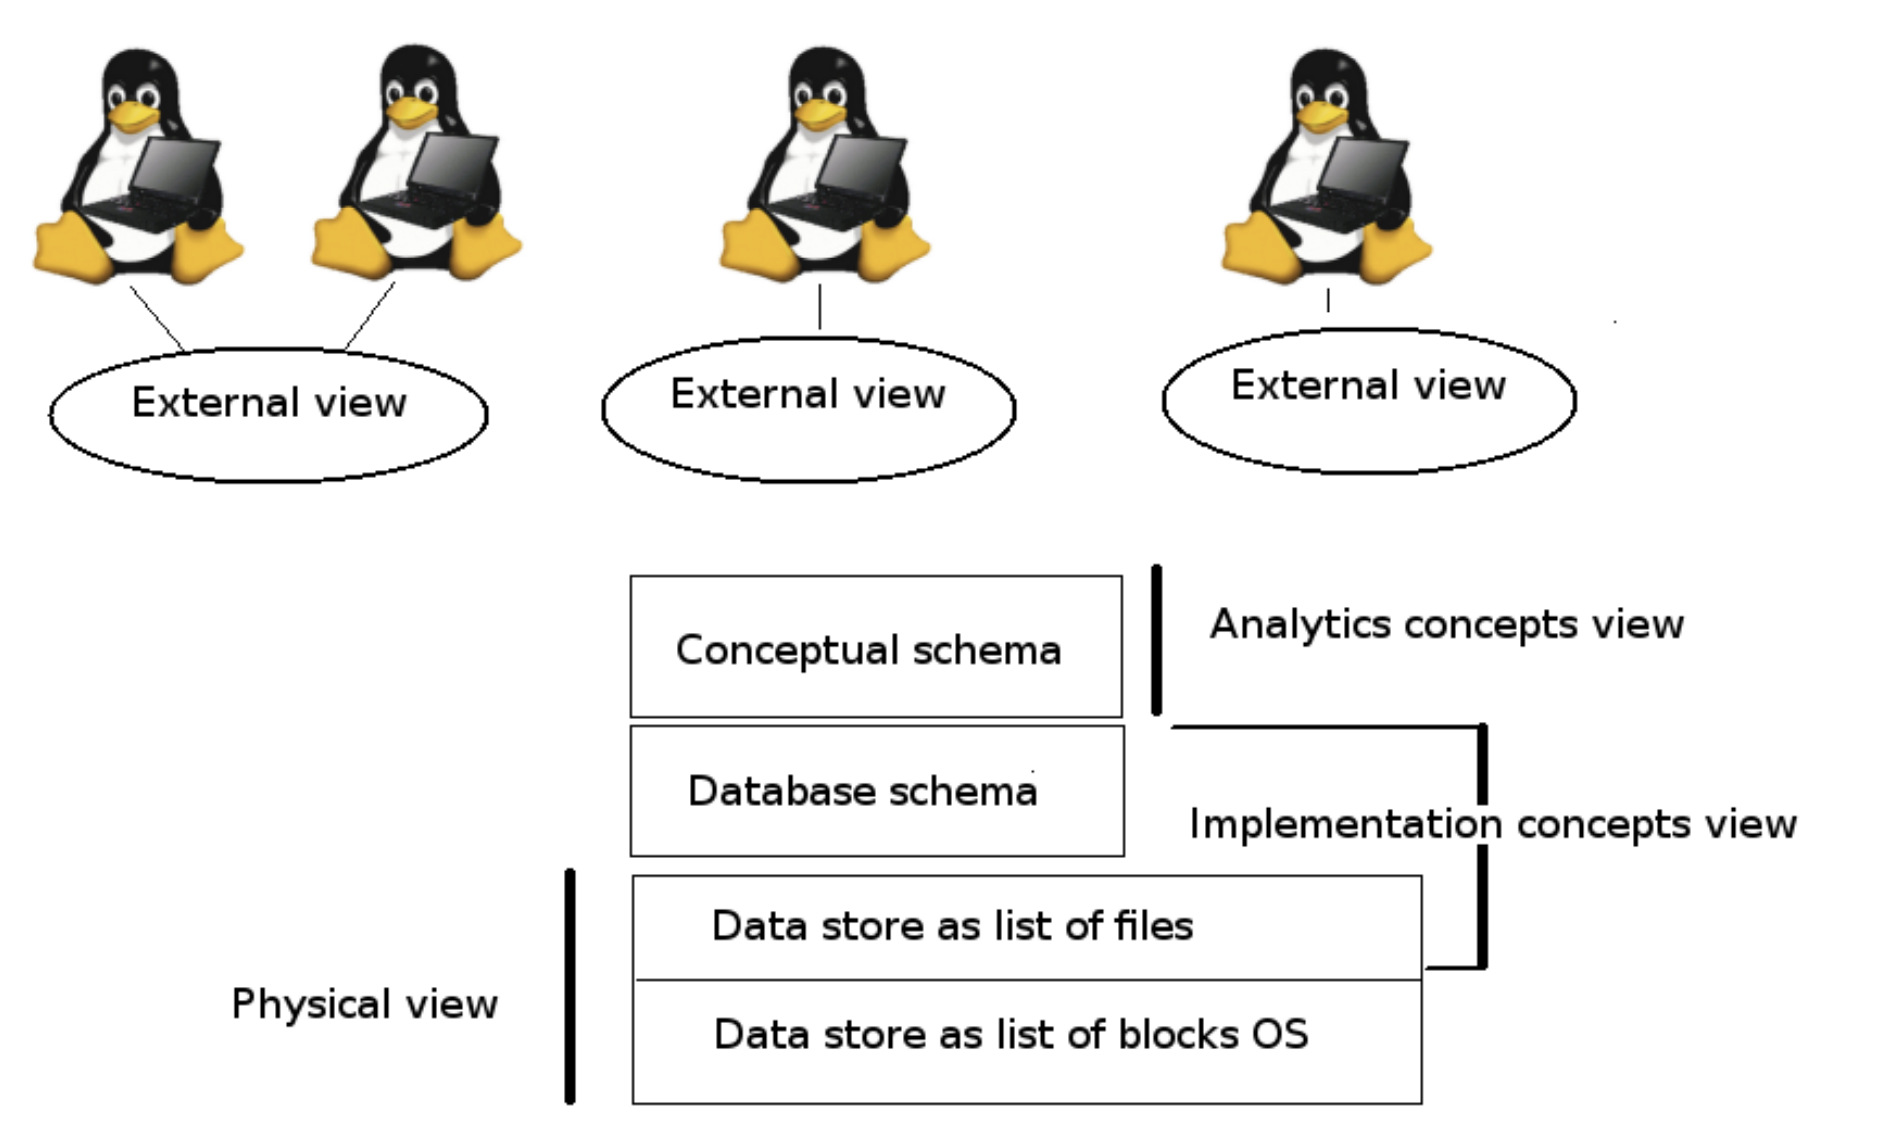 External view
External view
External view
Conceptual schema
Analytics concepts view
Database schema
Implementation concepts view
Data store as list of files
Physical view
Data store as list of blocks OS